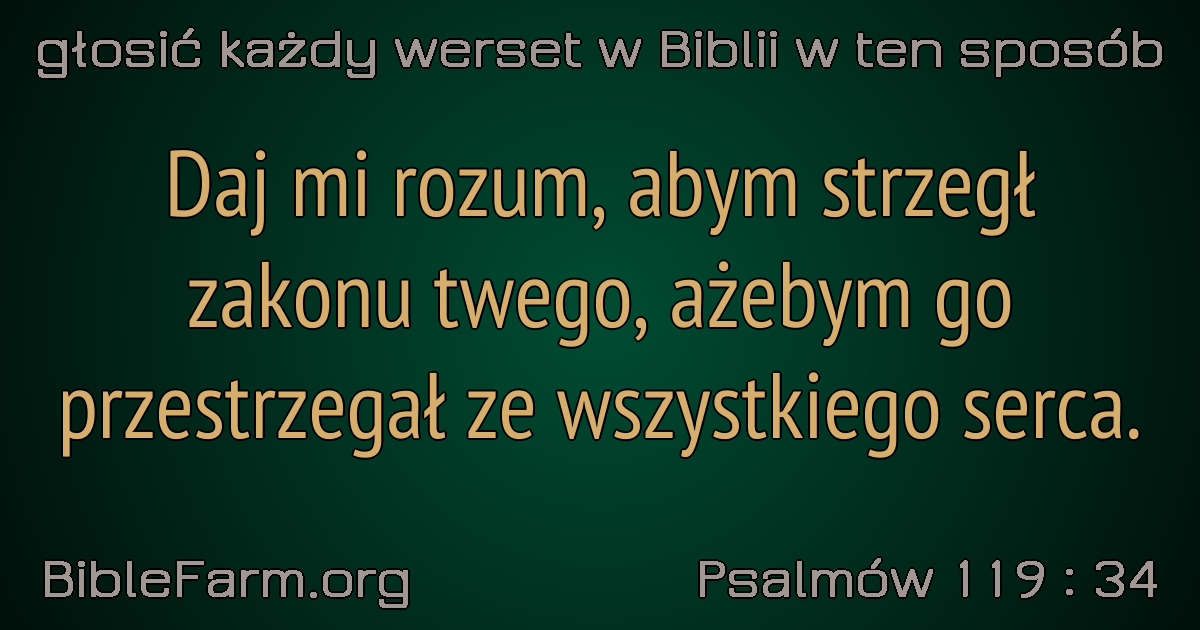 głosić każdy werset w Biblii w ten sposób
Daj mi rozum, abym strzegł
zakonu twego, ażebym go
przestrzegał ze wszystkiego serca.
BibleFarm.org
Psalmów 119 : 34